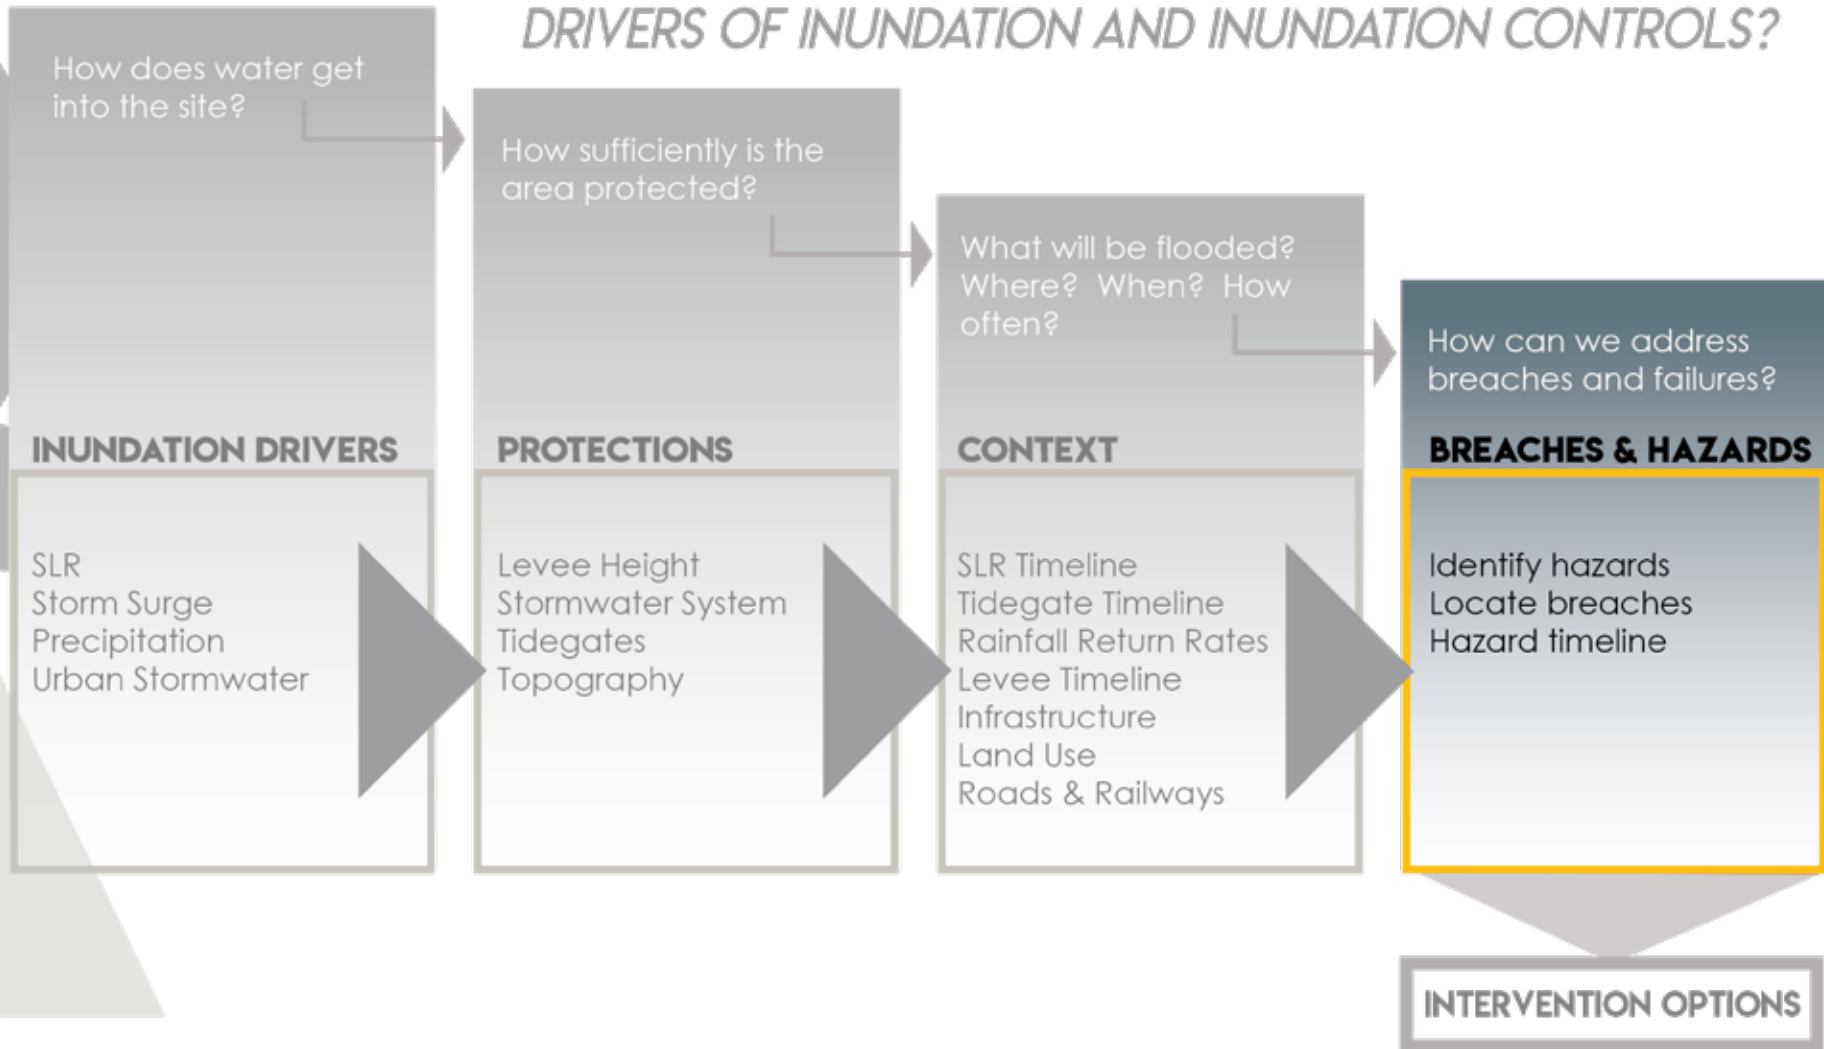 DRIVERS OF INUNDATION AND INUNDATION CONTROLS?
How does water get
into the site?
How sufficiently is the
area protected?
What will be flooded?
Where? When? How
often?
How can we address
breaches and failures?
INUNDATION DRIVERS
SLR
Storm Surge
Precipitation
Urban Stormwater
PROTECTIONS
Levee Height
Stormwater System
Tidegates
Topography
CONTEXT
SLR Timeline
Tidegate Timeline
Rainfall Return Rates
Levee Timeline
Infrastructure
Land Use
Roads & Railways
BREACHES & HAZARDS
Identify hazards
Locate breaches
Hazard timeline
INTERVENTION OPTIONS